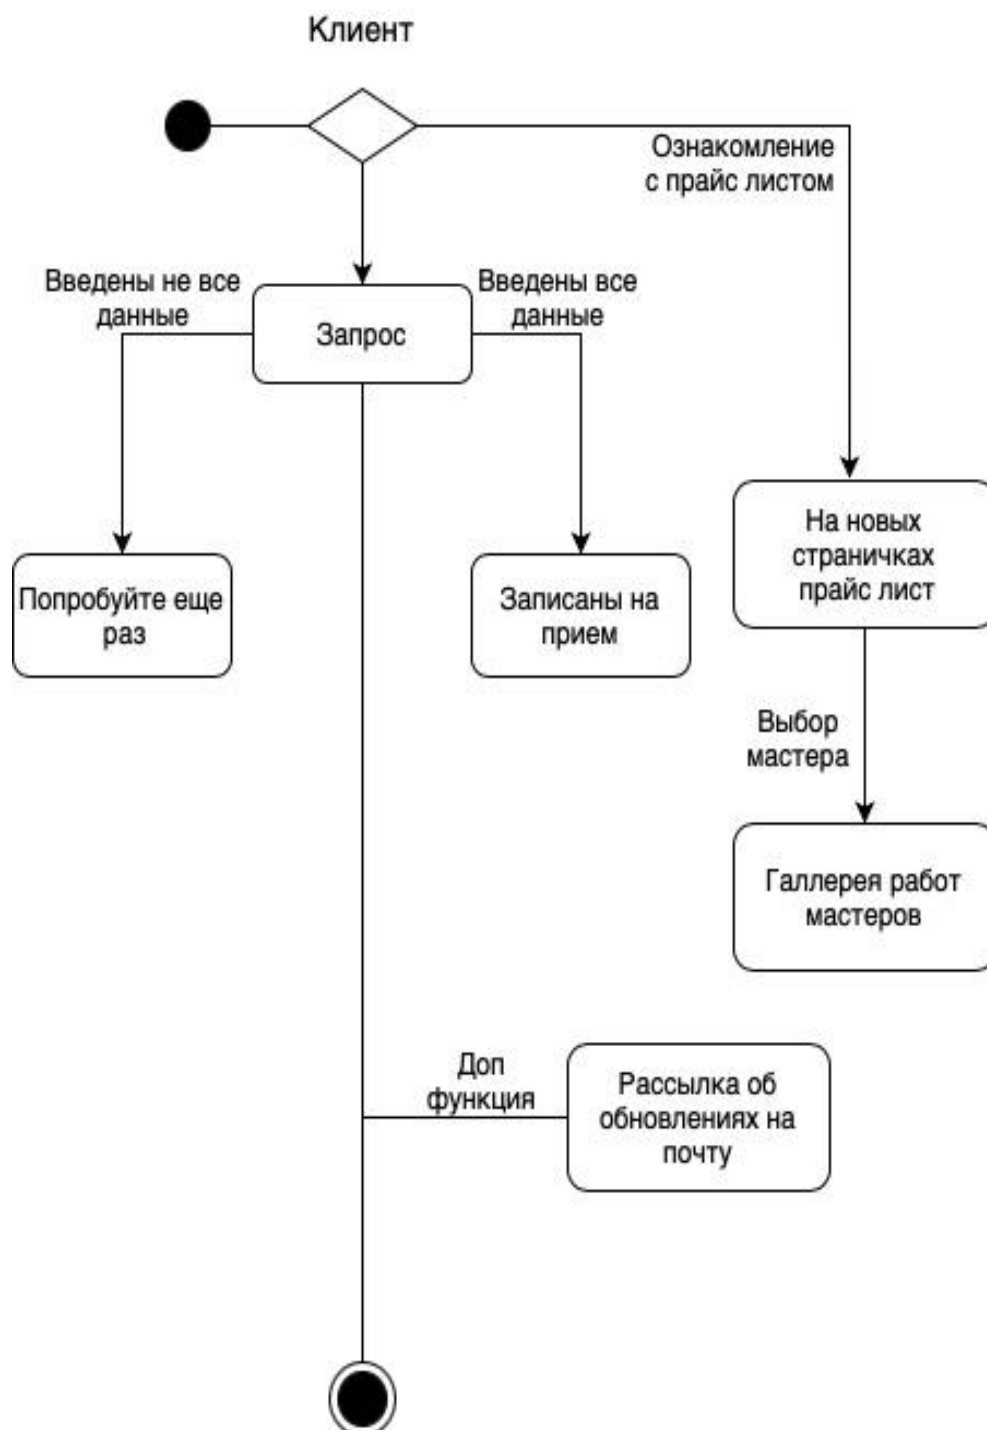 Клиент
Ознакомление
с прайс листом
Введены не все
данные
Запрос
Введены все
данные
На новых
страничках
прайс лист
Попробуйте еще
раз
Записаны на
прием
Выбор
мастера
Галлерея работ
мастеров
Доп
функция
Рассылка об
обновлениях на
почту